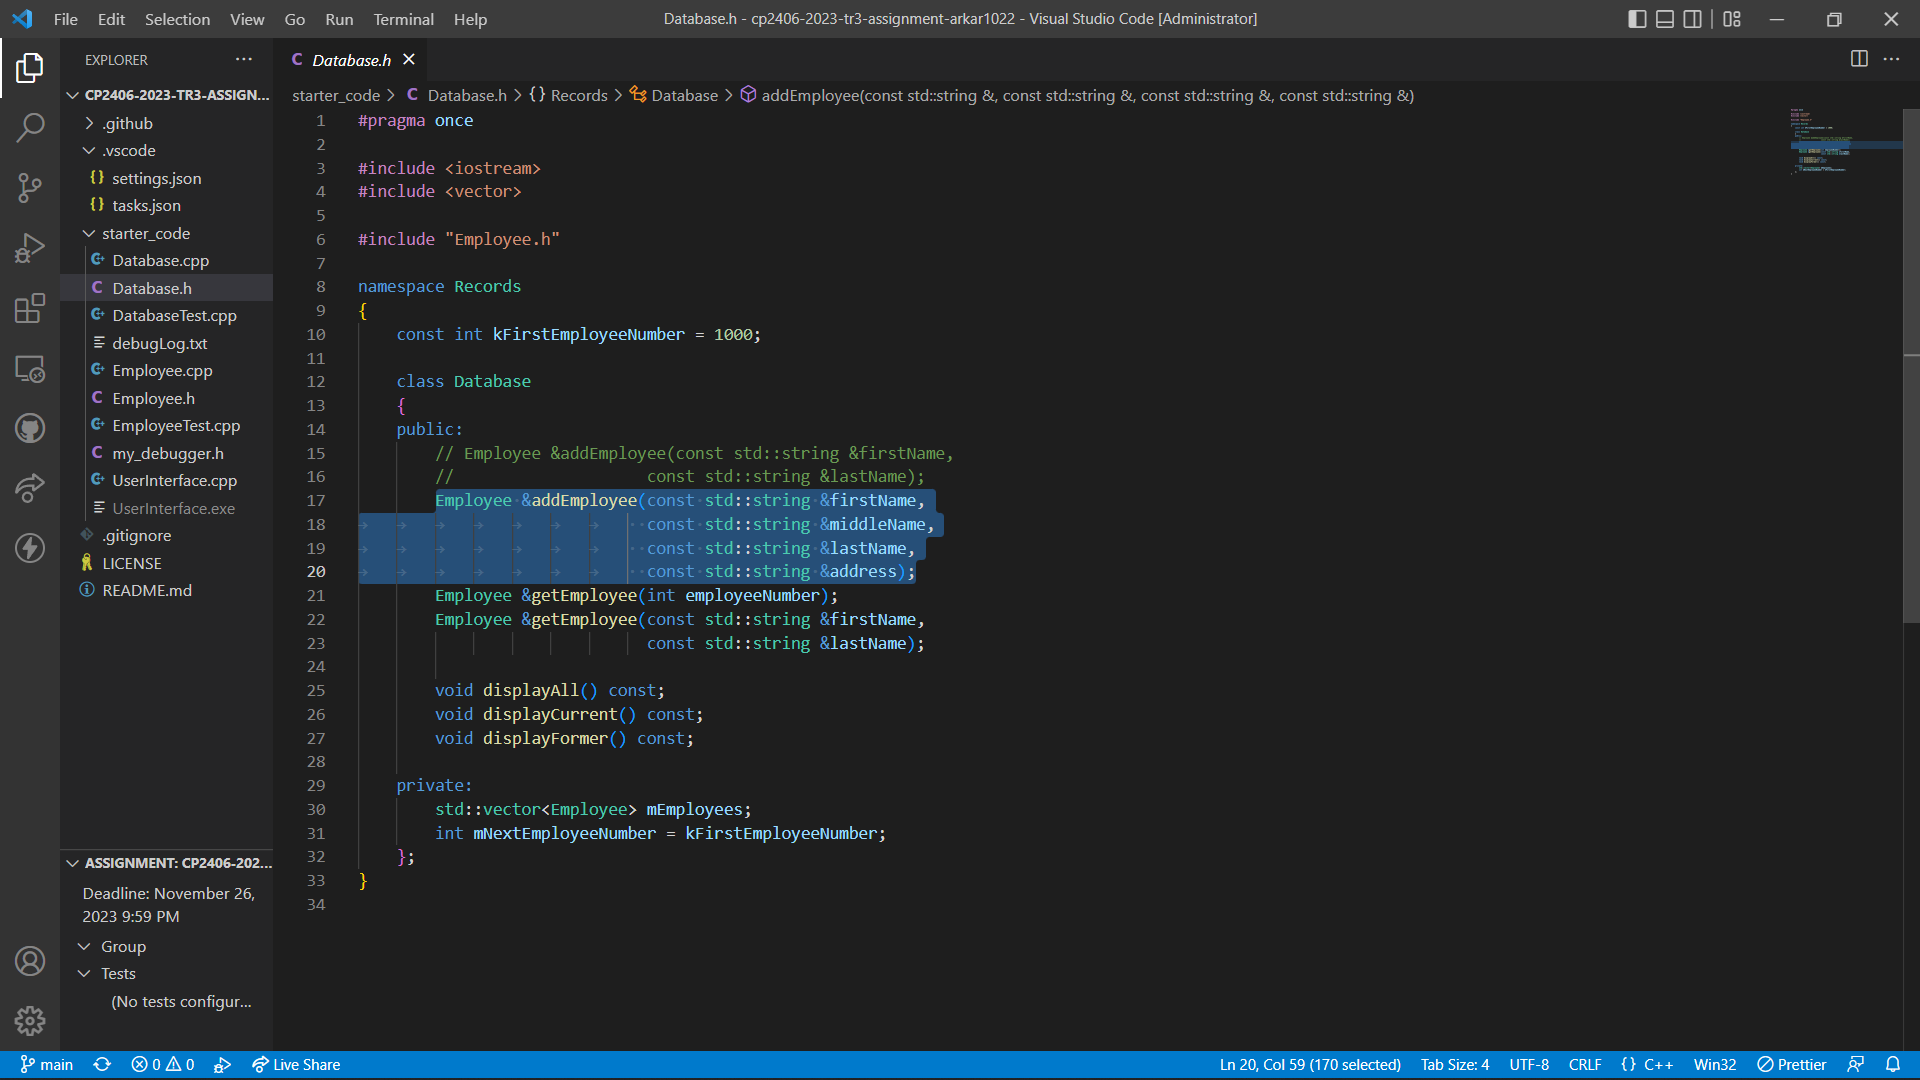 File Edit Selection View Go Run Terminal Help
Database.h - cp2406-2023-tr3-assignment-arkar1022 - Visual Studio Code [Administrator]
EXPLORER
CP2406-2023-TR3-ASSIGN...
.github
.vscode
{} settings.json
{} tasks.json
starter_code
Database.cpp
C Database.h
DatabaseTest.cpp
debugLog.txt
Employee.cpp
C Employee.h
EmployeeTest.cpp
C my_debugger.h
UserInterface.cpp
UserInterface.exe
.gitignore
LICENSE
README.md
ASSIGNMENT: CP2406-202...
Deadline: November 26,
2023 9:59 PM
Group
Tests
(No tests configur...
C Database.h
starter_code > C Database.h > {} Records > Database > addEmployee(const std::string &, const std::string &, const std::string &, const std::string &)
1 #pragma once
2
3 #include <iostream>
4 #include <vector>
5
6 #include "Employee.h"
7
8 namespace Records
9 {
10 const int kFirstEmployeeNumber = 1000;
11
12 class Database
13 {
14 public:
15 // Employee &addEmployee(const std::string &firstName,
16 // const std::string &lastName);
17 Employee &addEmployee(const std::string &firstName,
18 const std::string &middleName,
19 const std::string &lastName,
20 const std::string &address);
21 Employee &getEmployee(int employeeNumber);
22 Employee &getEmployee(const std::string &firstName,
23 const std::string &lastName);
24
25 void displayAll() const;
26 void displayCurrent() const;
27 void displayFormer() const;
28
29 private:
30 std::vector<Employee> mEmployees;
31 int mNextEmployeeNumber = kFirstEmployeeNumber;
32 };
33 }
34
main 0 0 Live Share
Ln 20, Col 59 (170 selected) Tab Size: 4 UTF-8 CRLF {} C++ Win32 Prettier